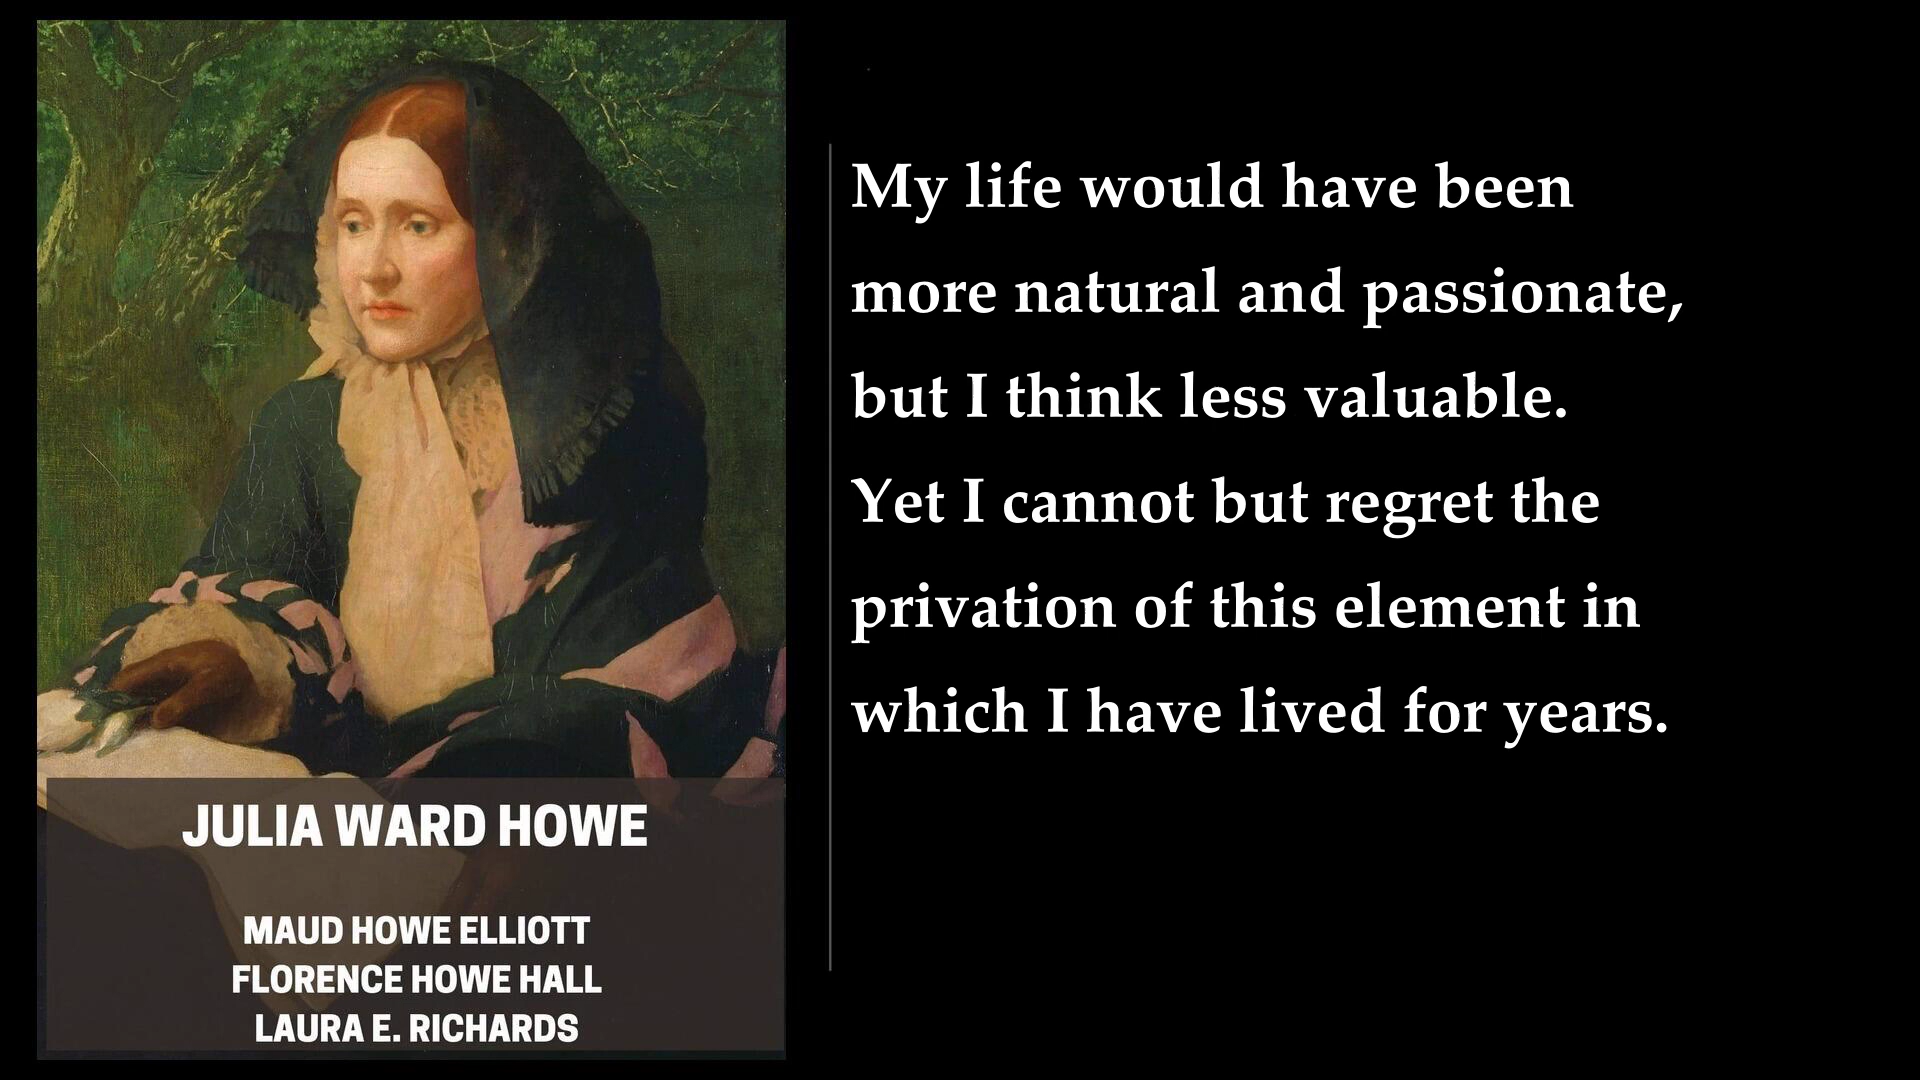 JULIA WARD HOWE
MAUD HOWE ELLIOTT
FLORENCE HOWE HALL
LAURA E. RICHARDS
My life would have been
more natural and passionate,
but I think less valuable.
Yet I cannot but regret the
privation of this element in
which I have lived for years.